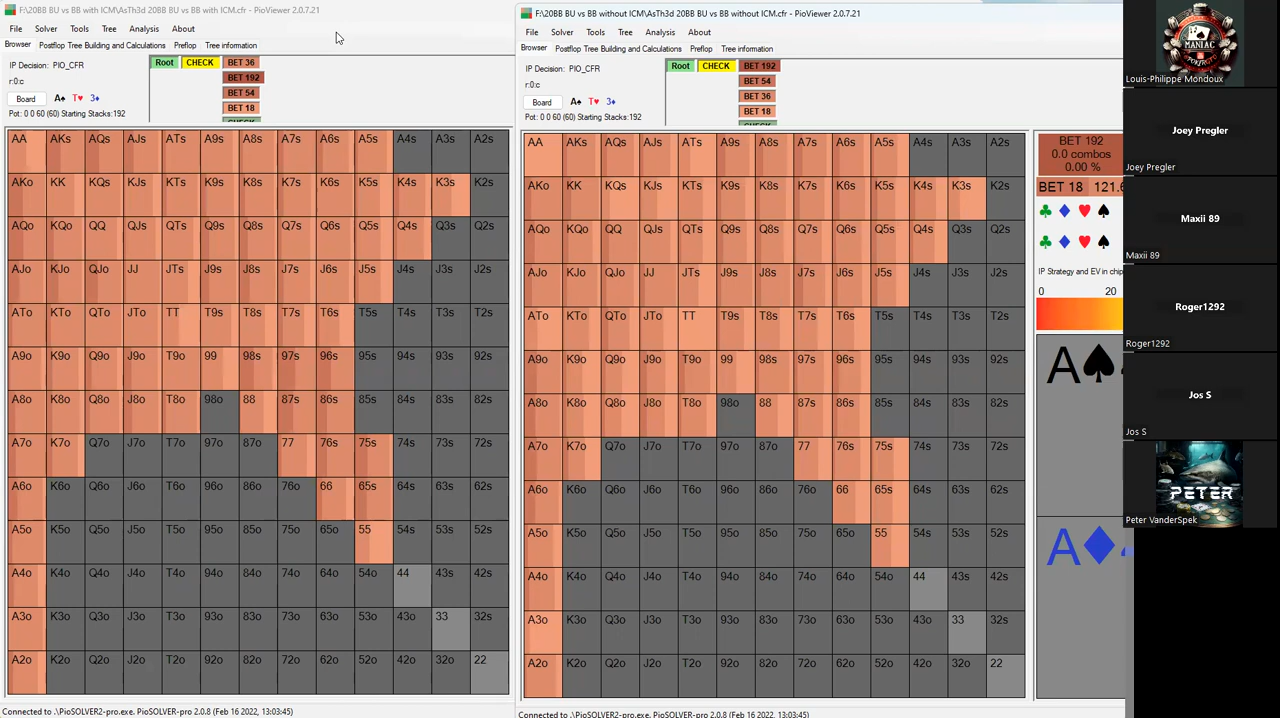 F:\20BB BU vs BB with ICM\AsTh3d 20BB BU vs BB with ICM.cfr - PioViewer 2.0.7.21
File Solver Tools Tree Analysis About
Browser Postflop Tree Building and Calculations Preflop Tree information
IP Decision: PIO_CFR
r:0:c
Board A♠ T♥ 3♦
Pot: 0 0 60 (60) Starting Stacks:192
Root CHECK BET 36
BET 192
BET 54
BET 18
CHECK
AA AKs AQs AJs ATs A9s A8s A7s A6s A5s A4s A3s A2s
AKo KK KQs KJs KTs K9s K8s K7s K6s K5s K4s K3s K2s
AQo KQo QQ QJs QTs Q9s Q8s Q7s Q6s Q5s Q4s Q3s Q2s
AJo KJo QJo JJ JTs J9s J8s J7s J6s J5s J4s J3s J2s
ATo KTo QTo JTo TT T9s T8s T7s T6s T5s T4s T3s T2s
A9o K9o Q9o J9o T9o 99 98s 97s 96s 95s 94s 93s 92s
A8o K8o Q8o J8o T8o 98o 88 87s 86s 85s 84s 83s 82s
A7o K7o Q7o J7o T7o 97o 87o 77 76s 75s 74s 73s 72s
A6o K6o Q6o J6o T6o 96o 86o 76o 66 65s 64s 63s 62s
A5o K5o Q5o J5o T5o 95o 85o 75o 65o 55 54s 53s 52s
A4o K4o Q4o J4o T4o 94o 84o 74o 64o 54o 44 43s 42s
A3o K3o Q3o J3o T3o 93o 83o 73o 63o 53o 43o 33 32s
A2o K2o Q2o J2o T2o 92o 82o 72o 62o 52o 42o 32o 22
Connected to .\PioSOLVER2-pro.exe. PioSOLVER-pro 2.0.8 (Feb 16 2022, 13:03:45)
F:\20BB BU vs BB without ICM\AsTh3d 20BB BU vs BB without ICM.cfr - PioViewer 2.0.7.21
File Solver Tools Tree Analysis About
Browser Postflop Tree Building and Calculations Preflop Tree information
IP Decision: PIO_CFR
r:0:c
Board A♠ T♥ 3♦
Pot: 0 0 60 (60) Starting Stacks:192
Root CHECK BET 192
BET 54
BET 36
BET 18
CHECK
AA AKs AQs AJs ATs A9s A8s A7s A6s A5s A4s A3s A2s
AKo KK KQs KJs KTs K9s K8s K7s K6s K5s K4s K3s K2s
AQo KQo QQ QJs QTs Q9s Q8s Q7s Q6s Q5s Q4s Q3s Q2s
AJo KJo QJo JJ JTs J9s J8s J7s J6s J5s J4s J3s J2s
ATo KTo QTo JTo TT T9s T8s T7s T6s T5s T4s T3s T2s
A9o K9o Q9o J9o T9o 99 98s 97s 96s 95s 94s 93s 92s
A8o K8o Q8o J8o T8o 98o 88 87s 86s 85s 84s 83s 82s
A7o K7o Q7o J7o T7o 97o 87o 77 76s 75s 74s 73s 72s
A6o K6o Q6o J6o T6o 96o 86o 76o 66 65s 64s 63s 62s
A5o K5o Q5o J5o T5o 95o 85o 75o 65o 55 54s 53s 52s
A4o K4o Q4o J4o T4o 94o 84o 74o 64o 54o 44 43s 42s
A3o K3o Q3o J3o T3o 93o 83o 73o 63o 53o 43o 33 32s
A2o K2o Q2o J2o T2o 92o 82o 72o 62o 52o 42o 32o 22
Connected to .\PioSOLVER2-pro.exe. PioSOLVER-pro 2.0.8 (Feb 16 2022, 13:03:45)
BET 192
0.0 combos
0.00 %
BET 18 121.6
♣ ♦ ♥ ♠
♣ ♦ ♥ ♠
IP Strategy and EV in chip
0 20
A♠
A♦
MANIAC
Louis-Philippe Mondoux
Joey Pregler
Joey Pregler
Maxii 89
Maxii 89
Roger1292
Roger1292
Jos S
Jos S
PETER
Peter VanderSpek